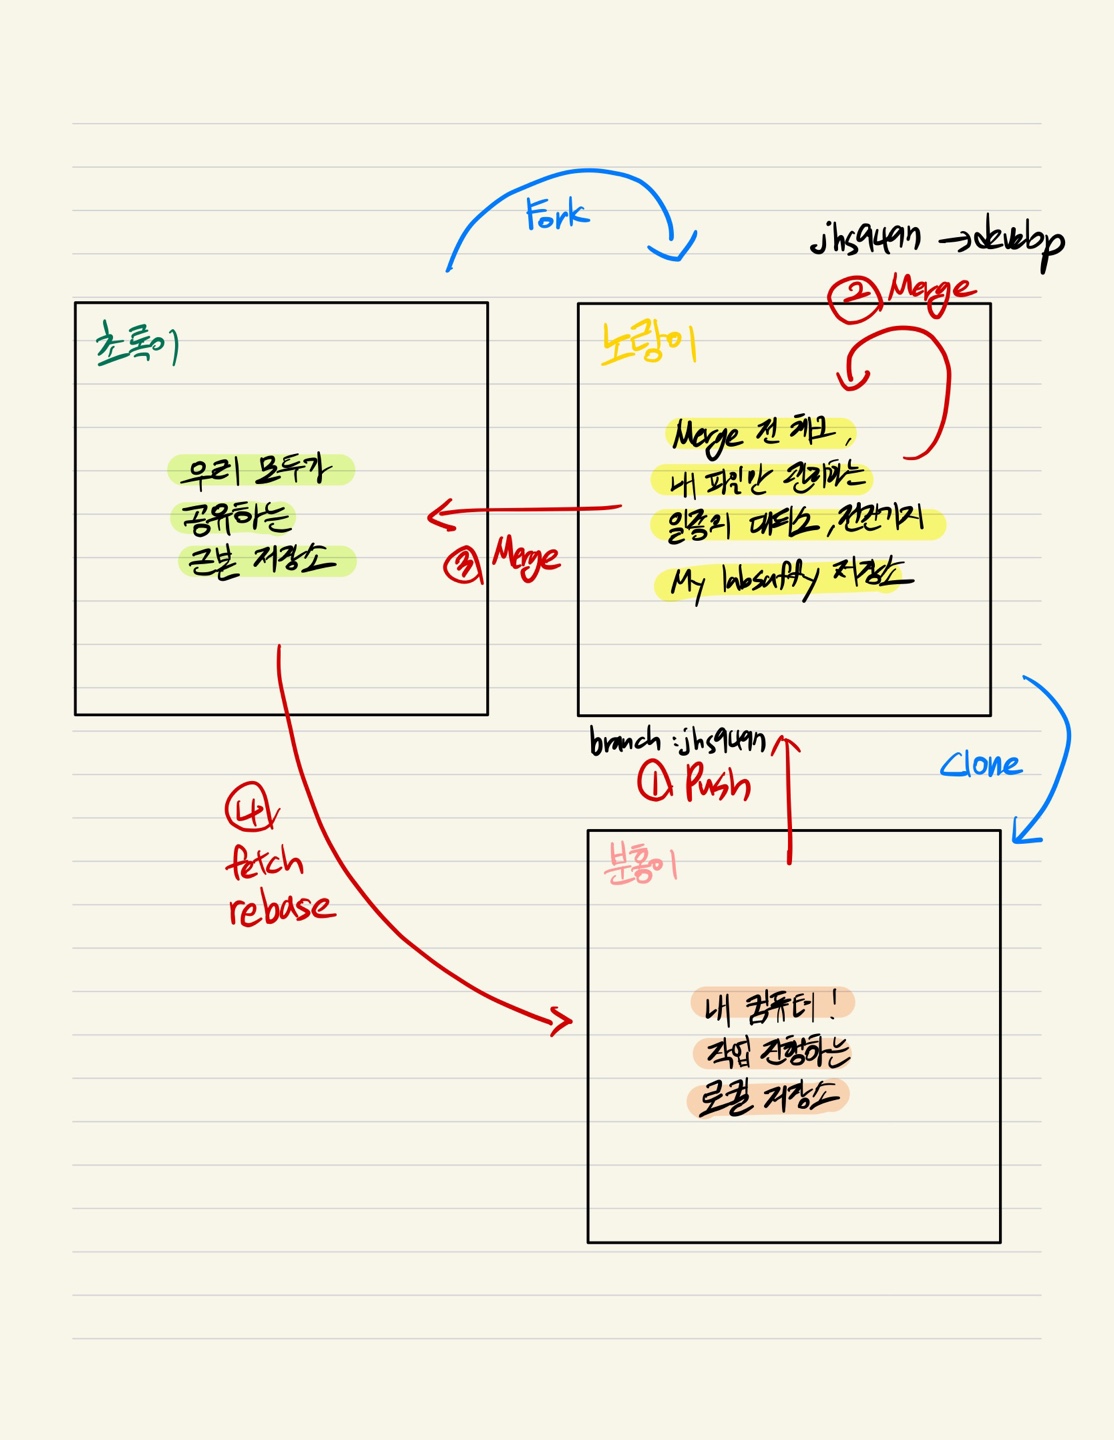 Fork
jhs9497 → develop
② Merge
초록이
우리 모두가
공유하는
근본 저장소
노랑이
Merge 전 체크,
내 파일만 관리하는
일종의 대피소, 전진기지
My labssafy 저장소
③ Merge
branch : jhs9497
① Push
Clone
④
fetch
rebase
분홍이
내 컴퓨터!
작업 진행하는
로컬 저장소